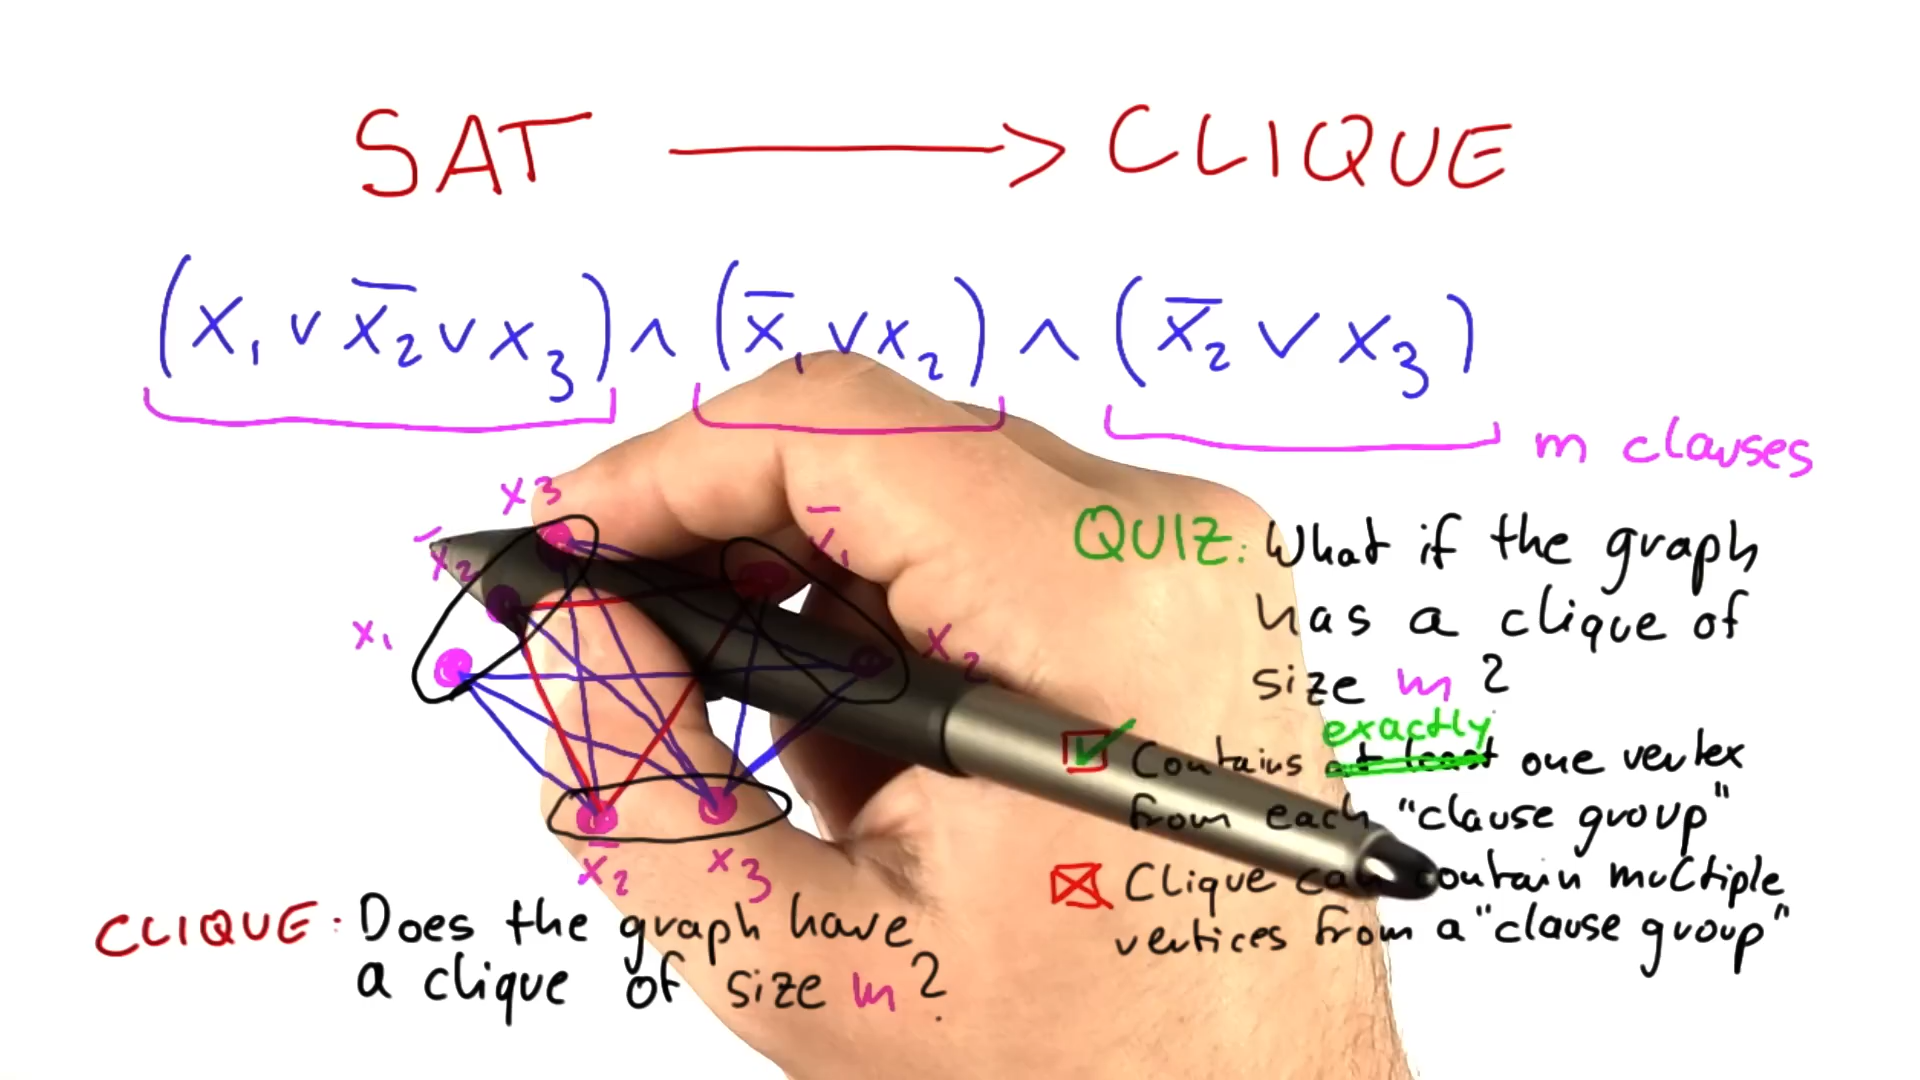 SAT → CLIQUE
(x₁ ∨ x̄₂ ∨ x₃) ∧ (x̄₁ ∨ x₂) ∧ (x̄₂ ∨ x₃)
m clauses
x₃
x̄₂
x̄₁
x₁
x₂
x̄₂
x₃
CLIQUE: Does the graph have
a clique of size m?
QUIZ: What if the graph
has a clique of
size m?
exactly
Contains at least one vertex
from each "clause group"
Clique can contain multiple
vertices from a "clause group"